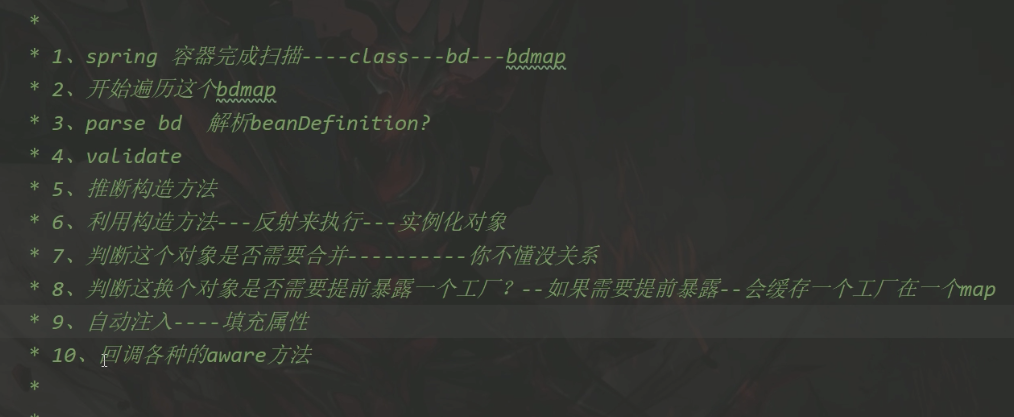 *
* 1、spring 容器完成扫描----class---bd---bdmap
* 2、开始遍历这个bdmap
* 3、parse bd 解析beanDefinition?
* 4、validate
* 5、推断构造方法
* 6、利用构造方法---反射来执行---实例化对象
* 7、判断这个对象是否需要合并----------你不懂没关系
* 8、判断这换个对象是否需要提前暴露一个工厂？--如果需要提前暴露--会缓存一个工厂在一个map
* 9、自动注入----填充属性
* 10、回调各种的aware方法
*
*